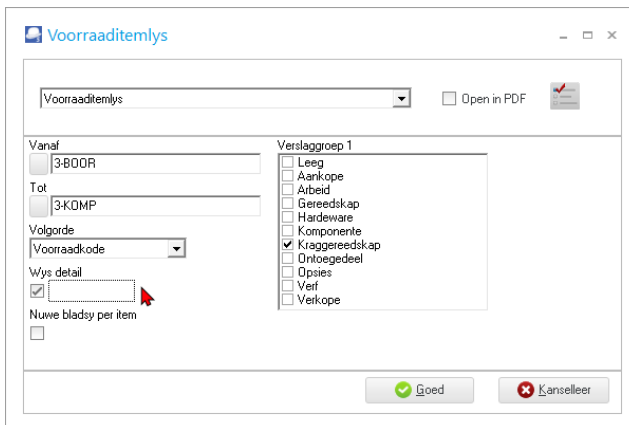 Voorraaditemlys
Voorraaditemlys
Open in PDF
Vanaf
3-BOOR
Tot
3-KOMP
Volgorde
Voorraadkode
Wys detail
Nuwe bladsy per item
Verslaggroep 1
Leeg
Aankope
Arbeid
Gereedskap
Hardeware
Komponente
Kraggereedskap
Ontoegedeel
Opsies
Verf
Verkope
Goed
Kanselleer